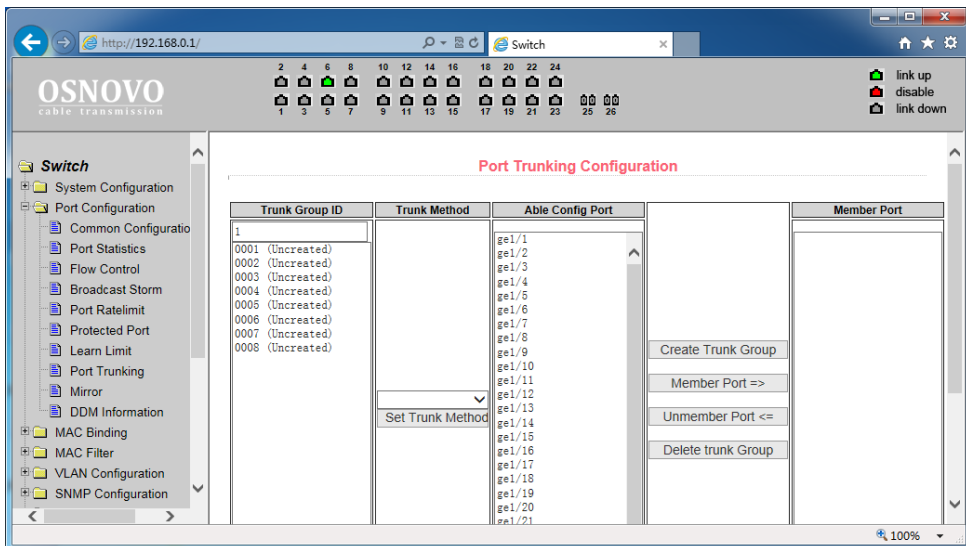 http://192.168.0.1/
Switch
OSNOVO
cable transmission
2 4 6 8 10 12 14 16 18 20 22 24
1 3 5 7 9 11 13 15 17 19 21 23 25 26
link up
disable
link down
Switch
System Configuration
Port Configuration
Common Configuratio
Port Statistics
Flow Control
Broadcast Storm
Port Ratelimit
Protected Port
Learn Limit
Port Trunking
Mirror
DDM Information
MAC Binding
MAC Filter
VLAN Configuration
SNMP Configuration
Port Trunking Configuration
Trunk Group ID
1
0001 (Uncreated)
0002 (Uncreated)
0003 (Uncreated)
0004 (Uncreated)
0005 (Uncreated)
0006 (Uncreated)
0007 (Uncreated)
0008 (Uncreated)
Trunk Method
Set Trunk Method
Able Config Port
ge1/1
ge1/2
ge1/3
ge1/4
ge1/5
ge1/6
ge1/7
ge1/8
ge1/9
ge1/10
ge1/11
ge1/12
ge1/13
ge1/14
ge1/15
ge1/16
ge1/17
ge1/18
ge1/19
ge1/20
ge1/21
Create Trunk Group
Member Port =>
Unmember Port <=
Delete trunk Group
Member Port
100%